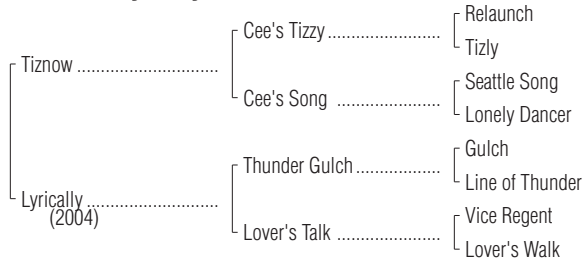 Relaunch
Cee's Tizzy
Tizly
Tiznow
Seattle Song
Cee's Song
Lonely Dancer
Gulch
Thunder Gulch
Line of Thunder
Lyrically
(2004)
Vice Regent
Lover's Talk
Lover's Walk